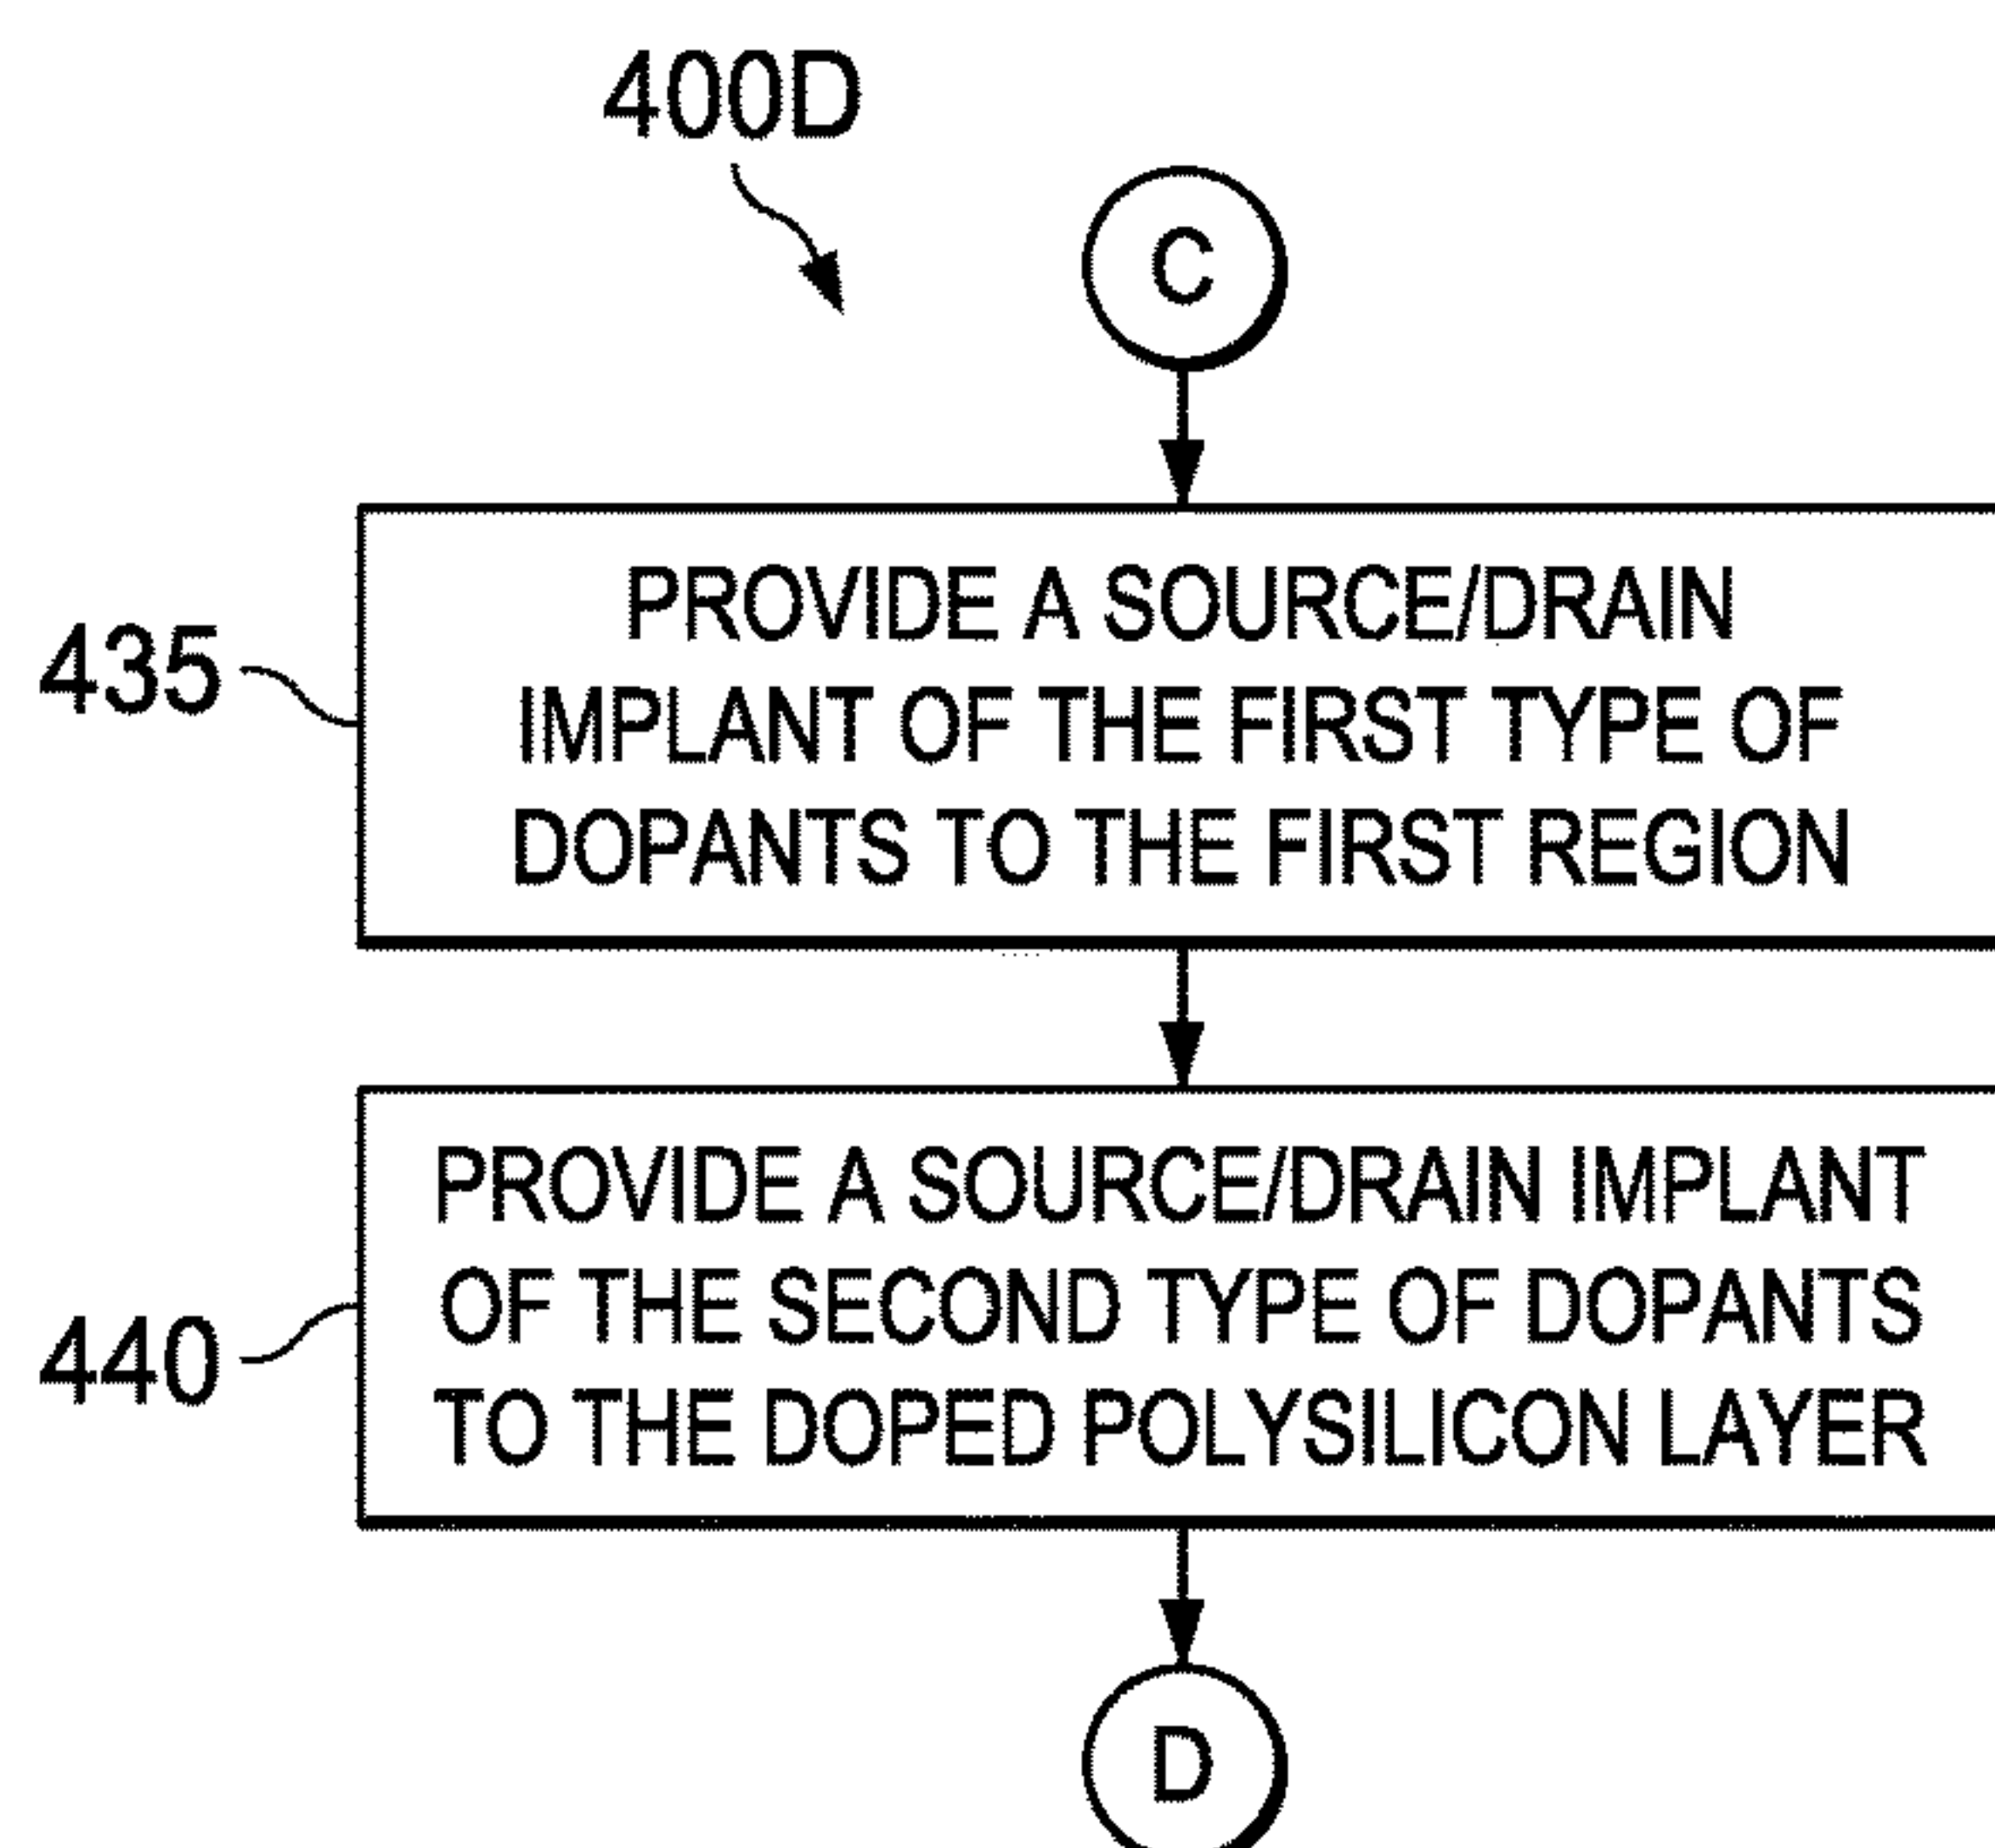 400D
C
435
PROVIDE A SOURCE/DRAIN
IMPLANT OF THE FIRST TYPE OF
DOPANTS TO THE FIRST REGION
440
PROVIDE A SOURCE/DRAIN IMPLANT
OF THE SECOND TYPE OF DOPANTS
TO THE DOPED POLYSILICON LAYER
D